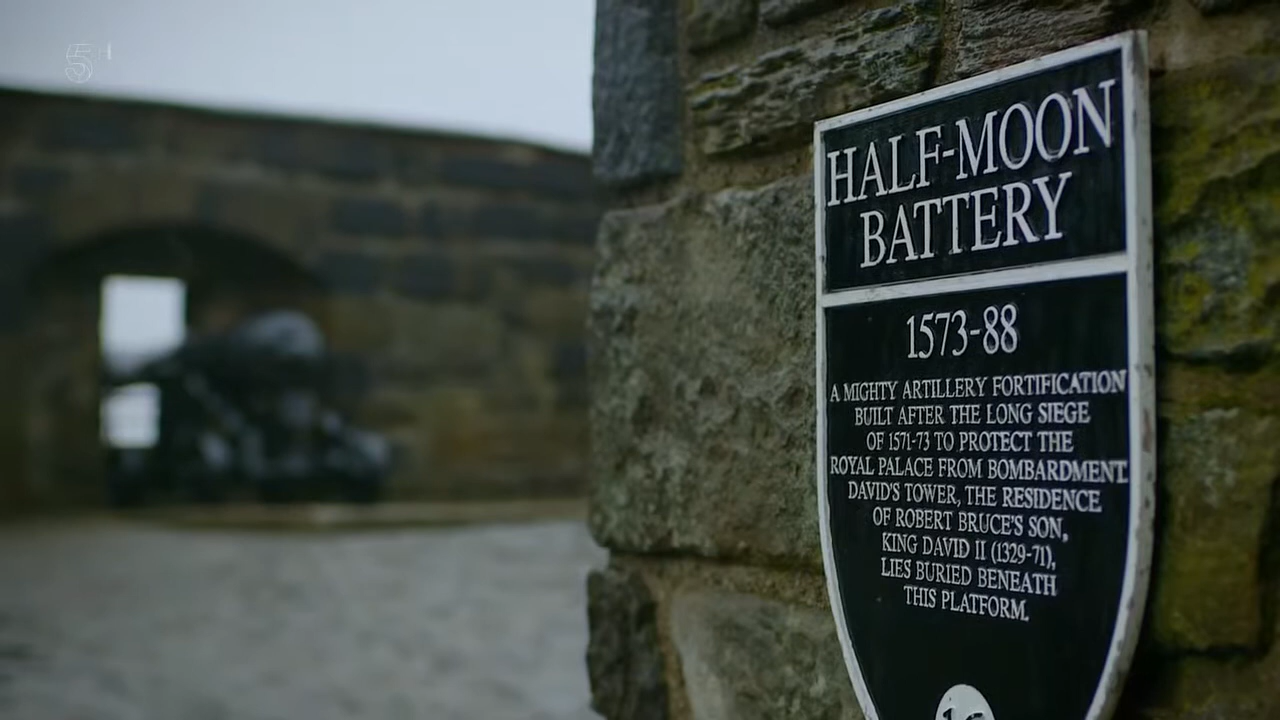 5
HALF-MOON
BATTERY
1573-88
A MIGHTY ARTILLERY FORTIFICATION
BUILT AFTER THE LONG SIEGE
OF 1571-73 TO PROTECT THE
ROYAL PALACE FROM BOMBARDMENT.
DAVID'S TOWER, THE RESIDENCE
OF ROBERT BRUCE'S SON,
KING DAVID II (1329-71),
LIES BURIED BENEATH
THIS PLATFORM.